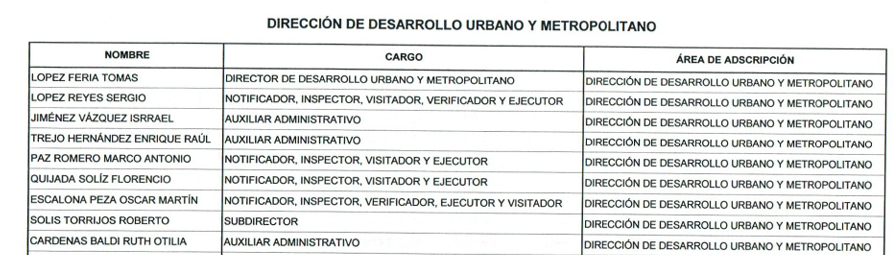 DIRECCIÓN DE DESARROLLO URBANO Y METROPOLITANO
NOMBRE CARGO ÁREA DE ADSCRIPCIÓN
LOPEZ FERIA TOMAS DIRECTOR DE DESARROLLO URBANO Y METROPOLITANO DIRECCIÓN DE DESARROLLO URBANO Y METROPOLITANO
LOPEZ REYES SERGIO NOTIFICADOR, INSPECTOR, VISITADOR, VERIFICADOR Y EJECUTOR DIRECCIÓN DE DESARROLLO URBANO Y METROPOLITANO
JIMÉNEZ VÁZQUEZ ISRRAEL AUXILIAR ADMINISTRATIVO DIRECCIÓN DE DESARROLLO URBANO Y METROPOLITANO
TREJO HERNÁNDEZ ENRIQUE RAÚL AUXILIAR ADMINISTRATIVO DIRECCIÓN DE DESARROLLO URBANO Y METROPOLITANO
PAZ ROMERO MARCO ANTONIO NOTIFICADOR, INSPECTOR, VISITADOR Y EJECUTOR DIRECCIÓN DE DESARROLLO URBANO Y METROPOLITANO
QUIJADA SOLÍZ FLORENCIO NOTIFICADOR, INSPECTOR, VISITADOR Y EJECUTOR DIRECCIÓN DE DESARROLLO URBANO Y METROPOLITANO
ESCALONA PEZA OSCAR MARTÍN NOTIFICADOR, INSPECTOR, VERIFICADOR, EJECUTOR Y VISITADOR DIRECCIÓN DE DESARROLLO URBANO Y METROPOLITANO
SOLIS TORRIJOS ROBERTO SUBDIRECTOR DIRECCIÓN DE DESARROLLO URBANO Y METROPOLITANO
CARDENAS BALDI RUTH OTILIA AUXILIAR ADMINISTRATIVO DIRECCIÓN DE DESARROLLO URBANO Y METROPOLITANO